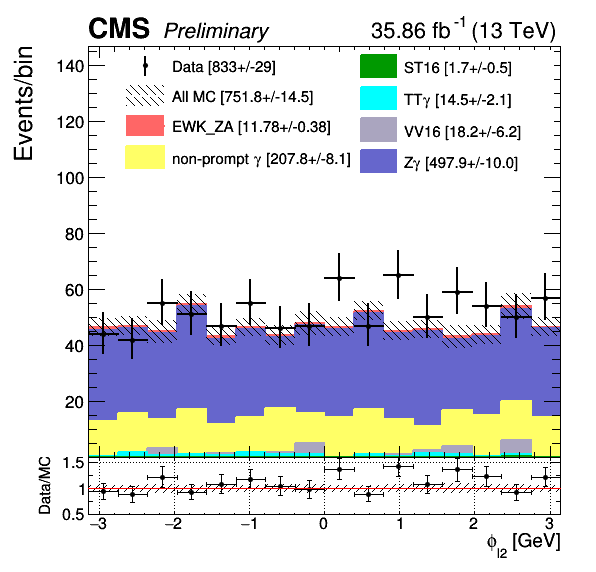 CMS Preliminary 35.86 fb⁻¹ (13 TeV)
Events/bin
140
120
100
80
60
40
20
Data [833+/-29]
All MC [751.8+/-14.5]
EWK_ZA [11.78+/-0.38]
non-prompt γ [207.8+/-8.1]
ST16 [1.7+/-0.5]
TTγ [14.5+/-2.1]
VV16 [18.2+/-6.2]
Zγ [497.9+/-10.0]
Data/MC
1.5
1
0.5
−3 −2 −1 0 1 2 3
ϕl2 [GeV]